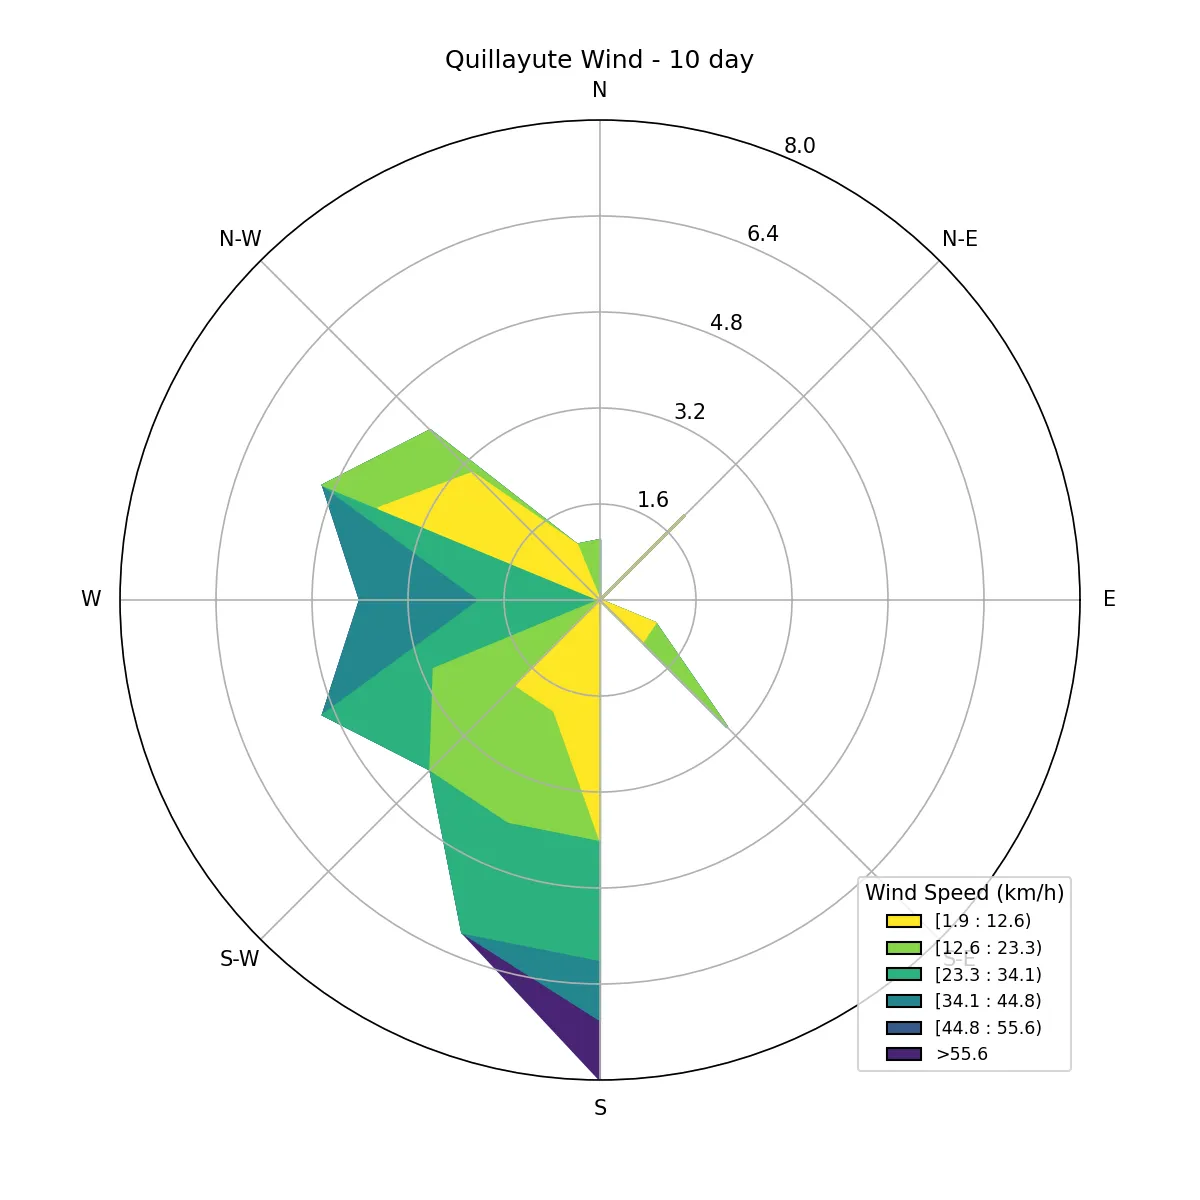 Quillayute Wind - 10 day
N
8.0
6.4
N-W
N-E
4.8
3.2
1.6
W
E
S-W
S-E
S
Wind Speed (km/h)
[1.9 : 12.6)
[12.6 : 23.3)
[23.3 : 34.1)
[34.1 : 44.8)
[44.8 : 55.6)
>55.6